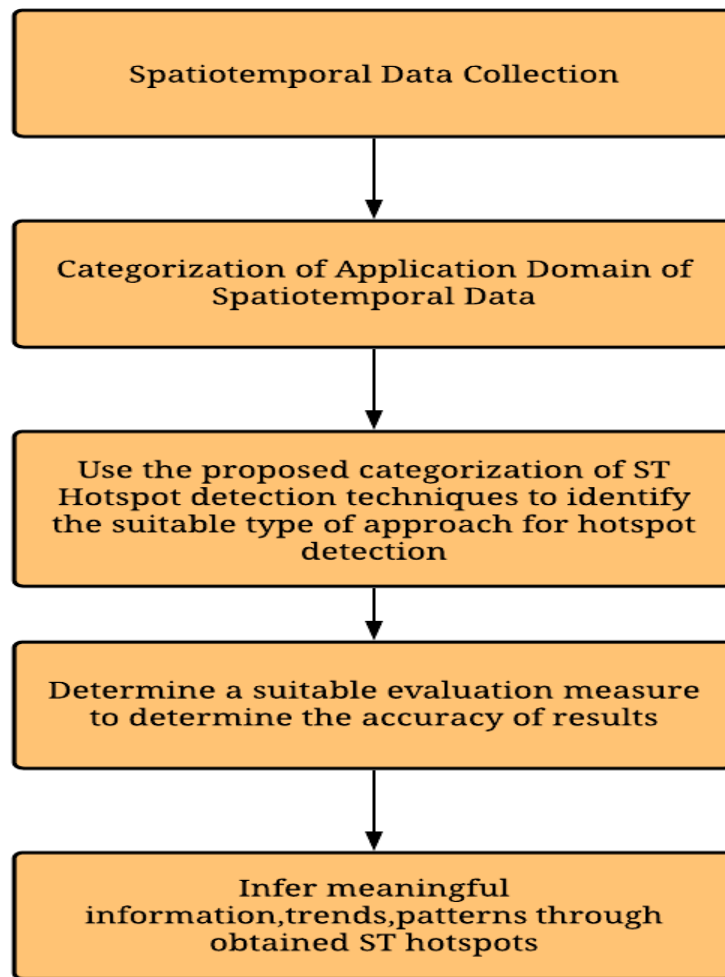 Spatiotemporal Data Collection
Categorization of Application Domain of
Spatiotemporal Data
Use the proposed categorization of ST
Hotspot detection techniques to identify
the suitable type of approach for hotspot
detection
Determine a suitable evaluation measure
to determine the accuracy of results
Infer meaningful
information,trends,patterns through
obtained ST hotspots